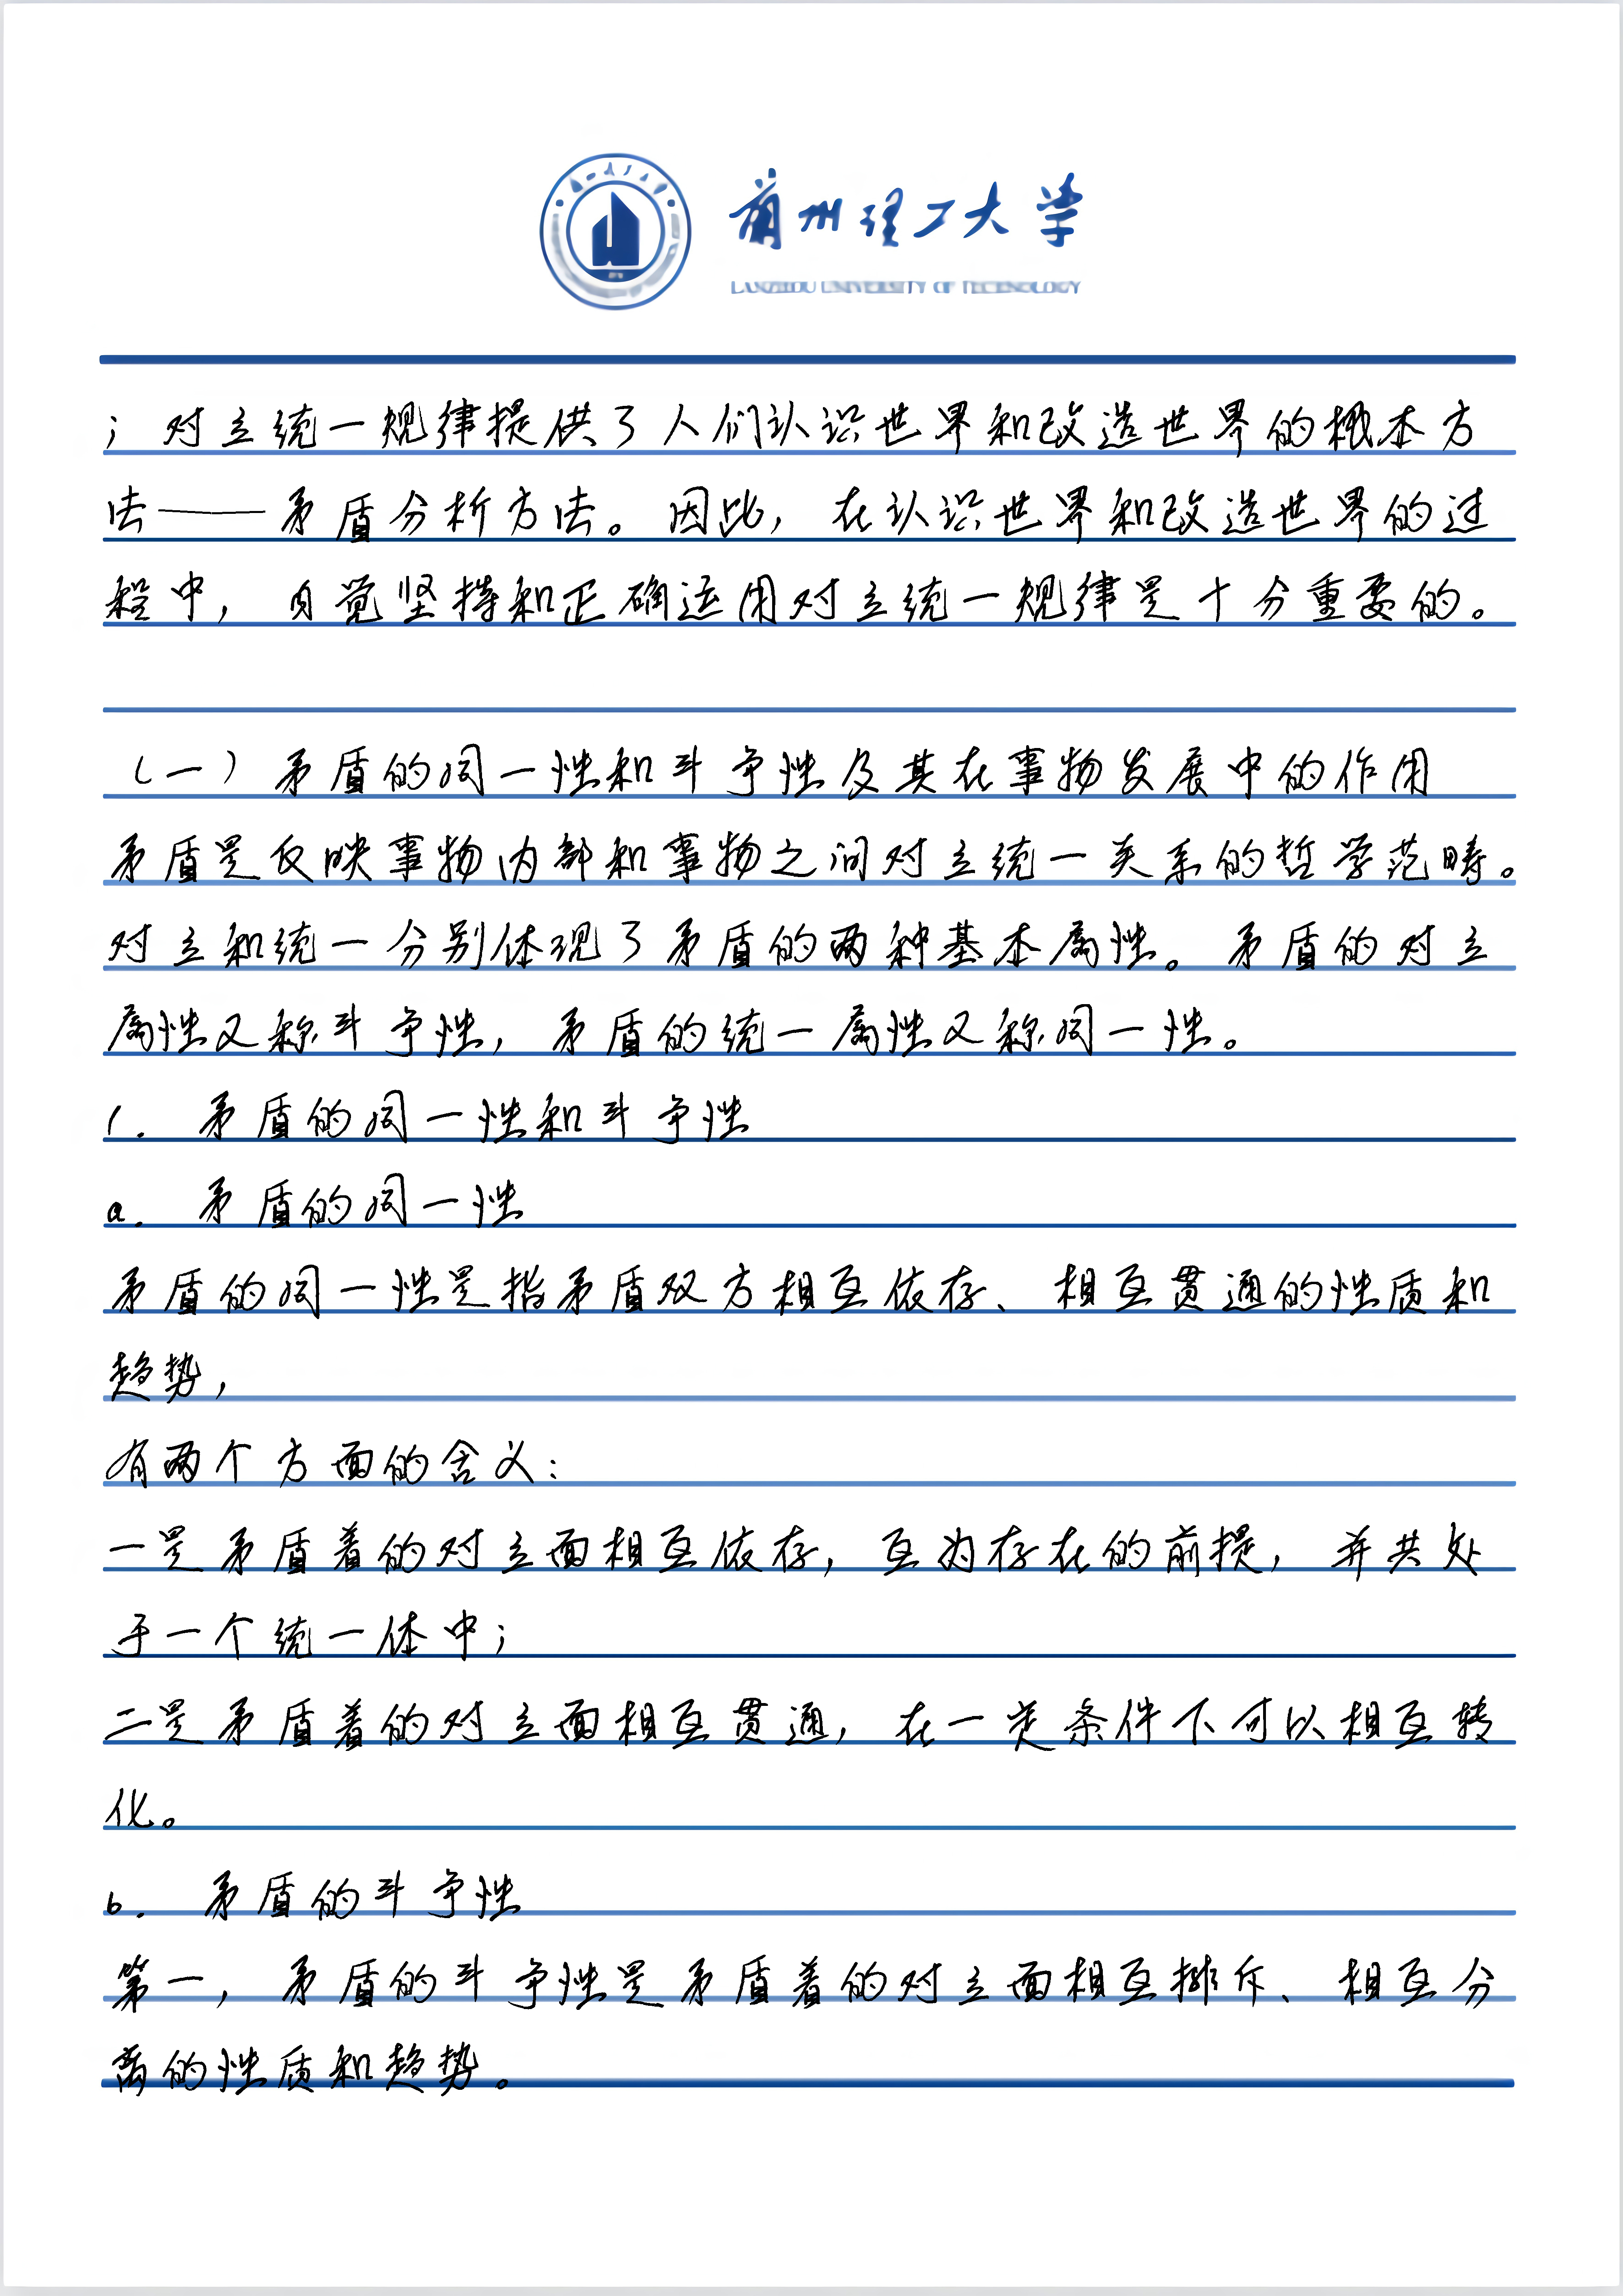 兰州理工大学
LANZHOU UNIVERSITY OF TECHNOLOGY
；对立统一规律提供了人们认识世界和改造世界的根本方
法——矛盾分析方法。因此，在认识世界和改造世界的过
程中，自觉坚持和正确运用对立统一规律是十分重要的。
（一）矛盾的同一性和斗争性及其在事物发展中的作用
矛盾是反映事物内部和事物之间对立统一关系的哲学范畴。
对立和统一分别体现了矛盾的两种基本属性。矛盾的对立
属性又称斗争性，矛盾的统一属性又称同一性。
1. 矛盾的同一性和斗争性
a. 矛盾的同一性
矛盾的同一性是指矛盾双方相互依存、相互贯通的性质和
趋势，
有两个方面的含义：
一是矛盾着的对立面相互依存，互为存在的前提，并共处
于一个统一体中；
二是矛盾着的对立面相互贯通，在一定条件下可以相互转
化。
b. 矛盾的斗争性
第一，矛盾的斗争性是矛盾着的对立面相互排斥、相互分
离的性质和趋势。